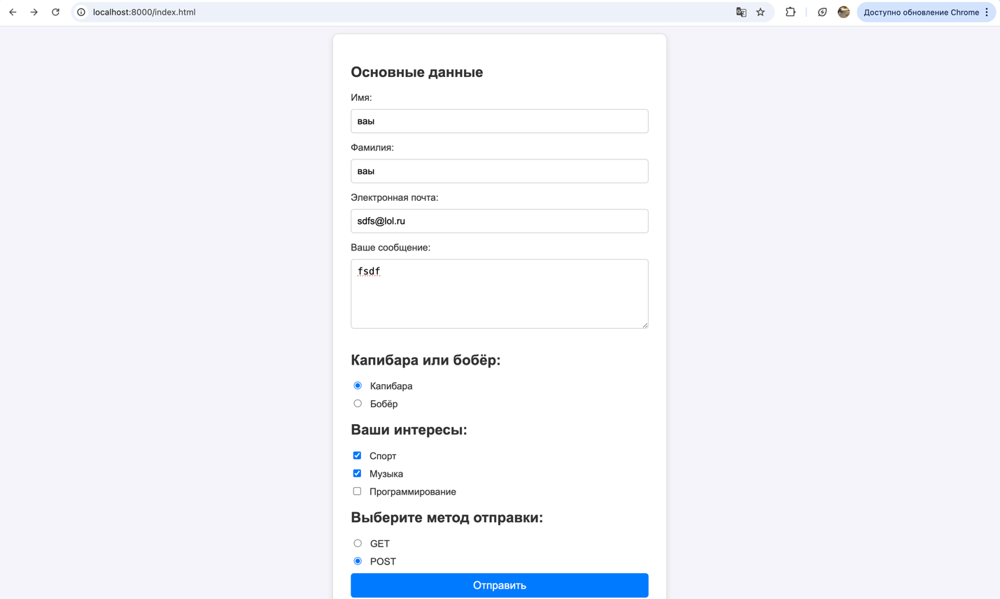 localhost:8000/index.html
Доступно обновление Chrome
Основные данные
Имя:
ваы
Фамилия:
ваы
Электронная почта:
sdfs@lol.ru
Ваше сообщение:
fsdf
Капибара или бобёр:
Капибара
Бобёр
Ваши интересы:
Спорт
Музыка
Программирование
Выберите метод отправки:
GET
POST
Отправить